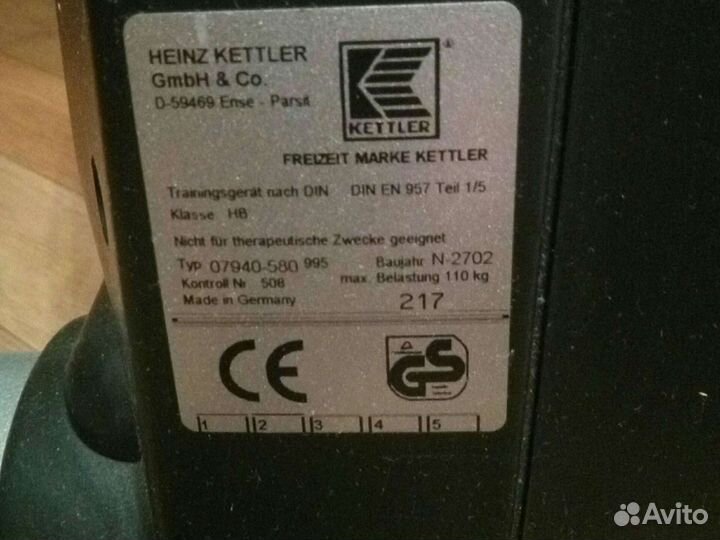 HEINZ KETTLER
GmbH & Co.
D-59469 Ense - Parsit
®
KETTLER
FREIZEIT MARKE KETTLER
Trainingsgerät nach DIN DIN EN 957 Teil 1/5
Klasse HB
Nicht für therapeutische Zwecke geeignet
Typ 07940-580 995 Baujahr N-2702
Kontroll Nr 508 max. Belastung 110 kg
Made in Germany 217
CE GS
1 2 3 4 5
Avito